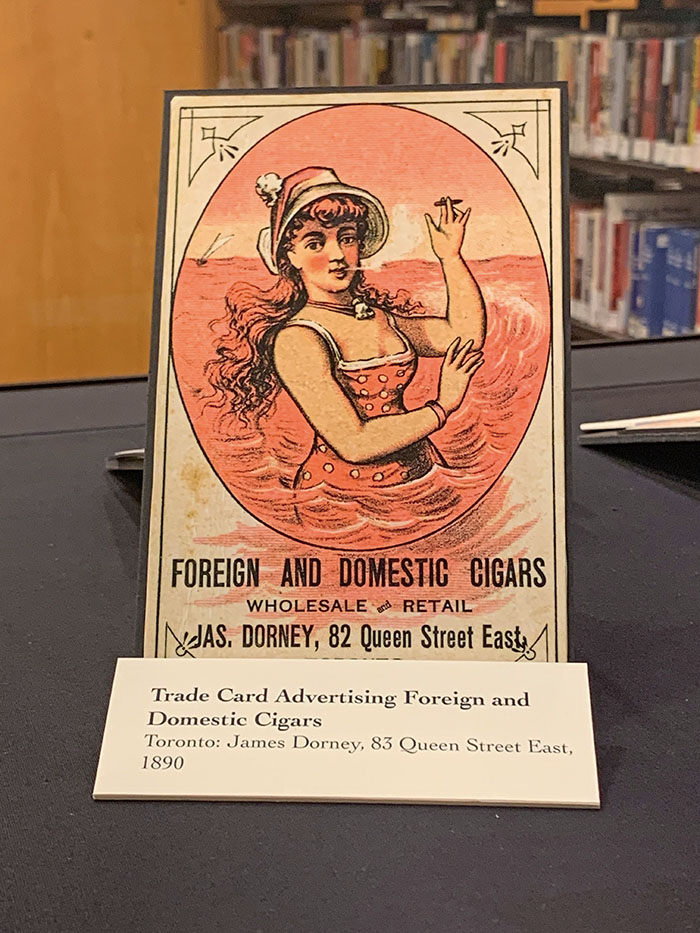 FOREIGN AND DOMESTIC CIGARS
WHOLESALE and RETAIL
JAS. DORNEY, 82 Queen Street East,
Trade Card Advertising Foreign and
Domestic Cigars
Toronto: James Dorney, 83 Queen Street East,
1890